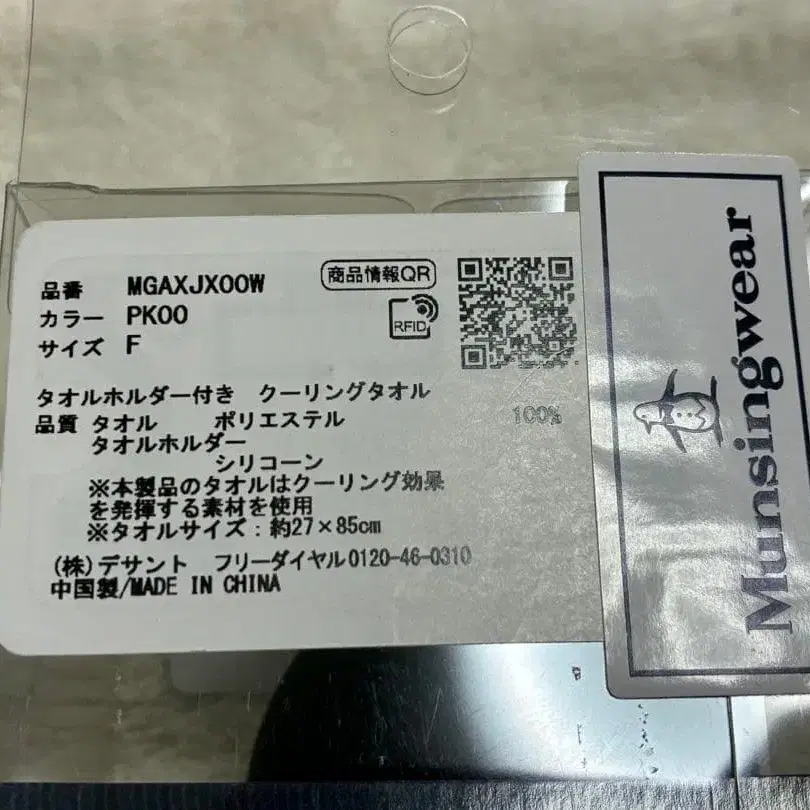 品番 MGAXJX00W
カラー PK00
サイズ F
商品情報QR
RFID
タオルホルダー付き クーリングタオル
品質 タオル ポリエステル 100%
タオルホルダー
シリコーン
※本製品のタオルはクーリング効果
を発揮する素材を使用
※タオルサイズ:約27×85cm
(株)デサント フリーダイヤル0120-46-0310
中国製/MADE IN CHINA
Munsingwear